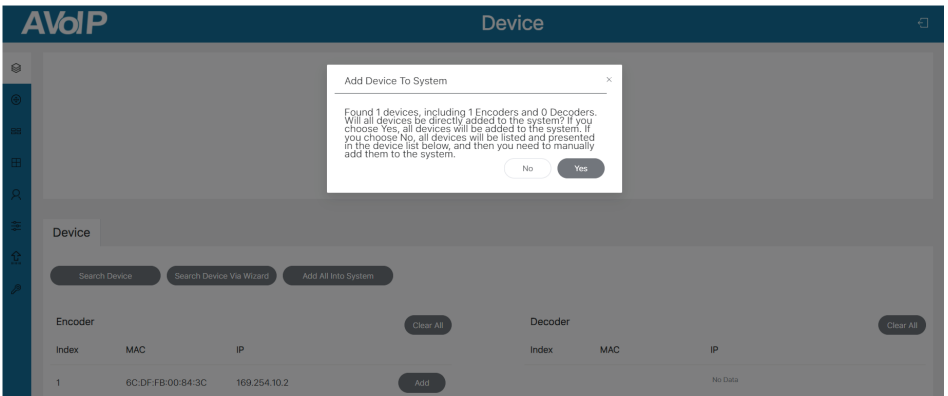 AVoIP
Device
Add Device To System
×
Found 1 devices, including 1 Encoders and 0 Decoders.
Will all devices be directly added to the system? If you
choose Yes, all devices will be added to the system. If
you choose No, all devices will be listed and presented
in the device list below, and then you need to manually
add them to the system.
No
Yes
Device
Search Device
Search Device Via Wizard
Add All Into System
Encoder
Clear All
Decoder
Clear All
Index MAC IP
Index MAC IP
1 6C:DF:FB:00:84:3C 169.254.10.2 Add
No Data